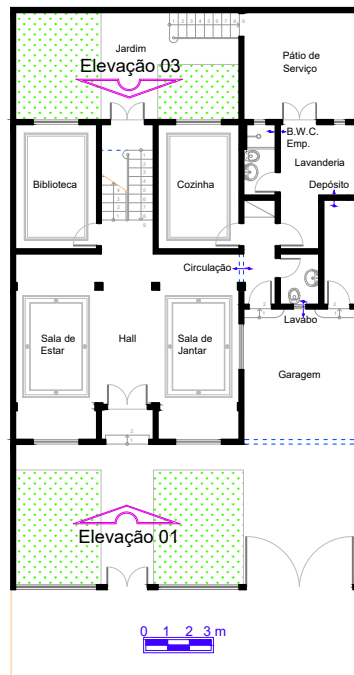 Jardim
Elevação 03
Pátio de
Serviço
B.W.C.
Emp.
Lavanderia
Biblioteca
Cozinha
Depósito
Circulação
Sala de
Estar
Hall
Sala de
Jantar
Lavabo
Garagem
Elevação 01
0 1 2 3 m